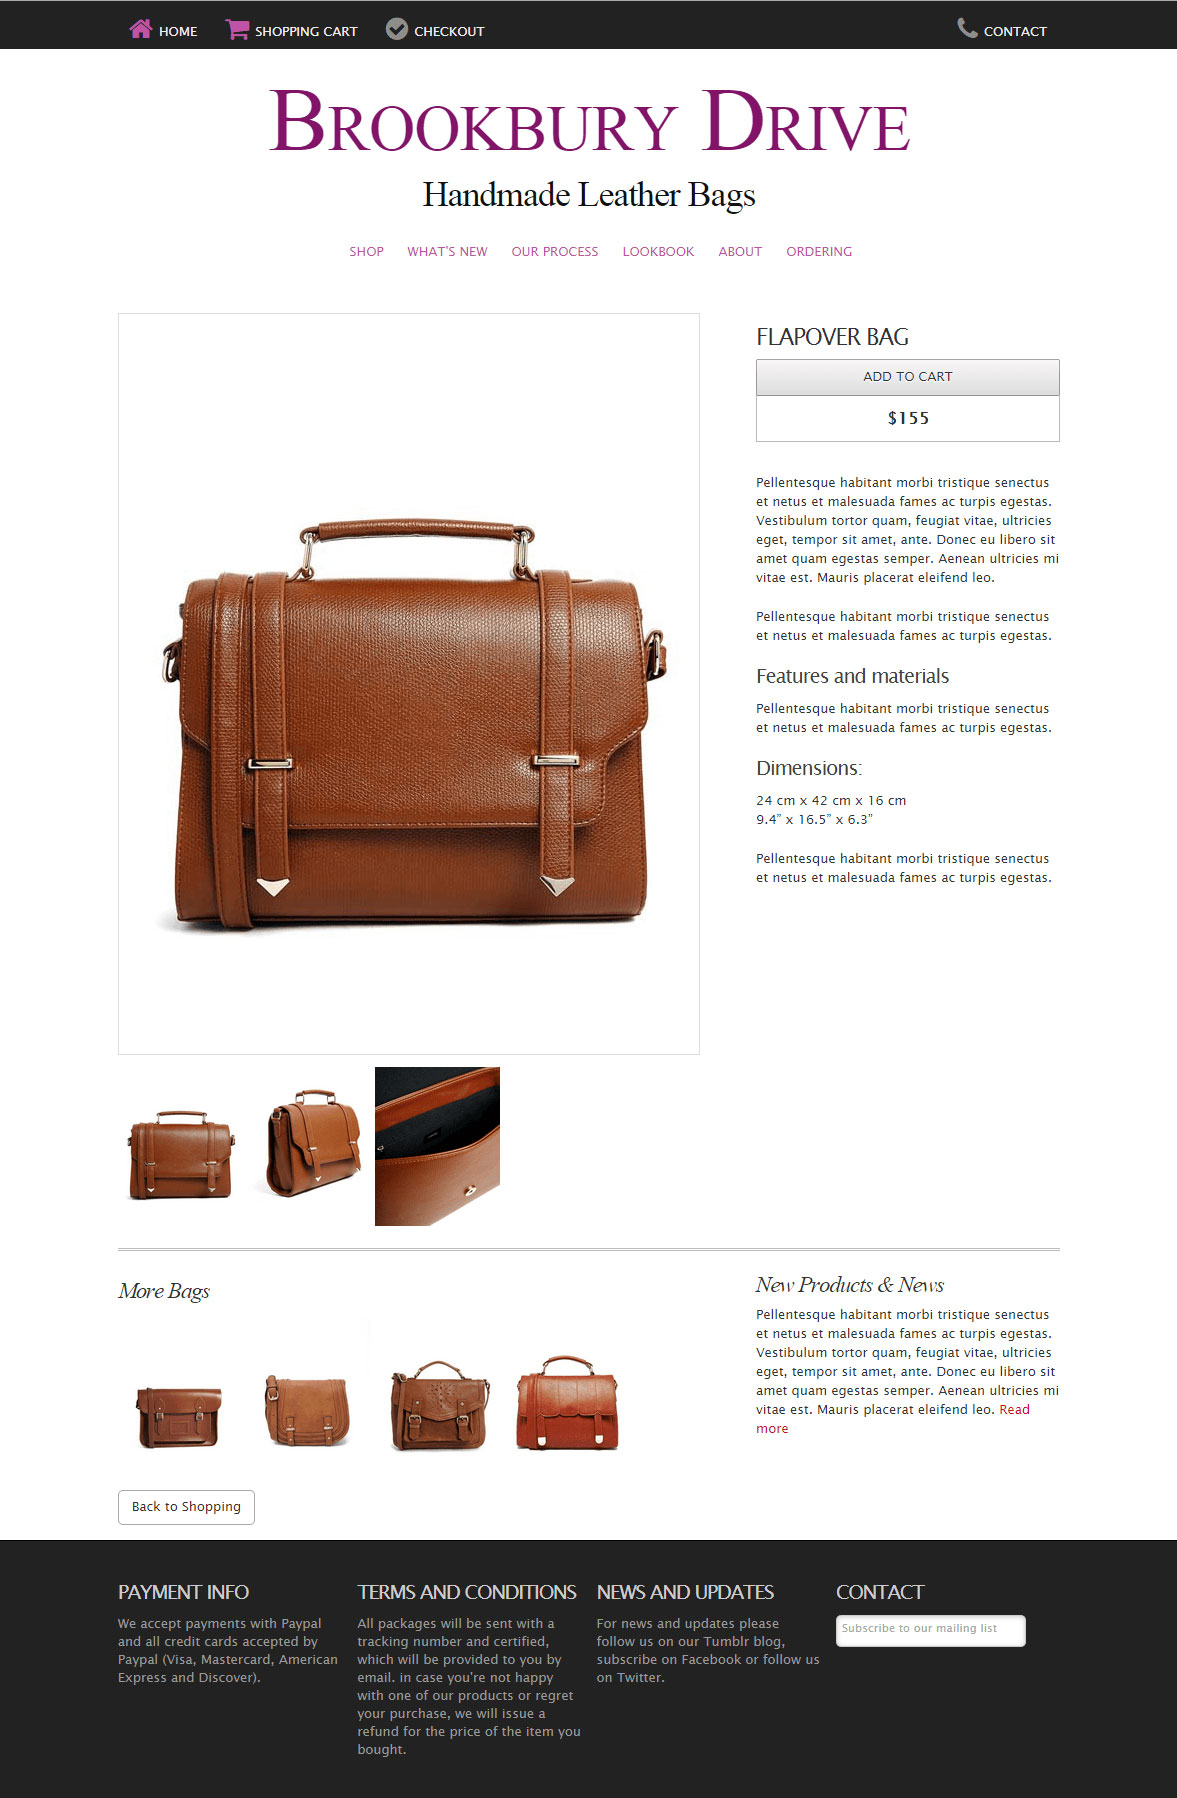 HOME SHOPPING CART CHECKOUT CONTACT
BROOKBURY DRIVE
Handmade Leather Bags
SHOP WHAT'S NEW OUR PROCESS LOOKBOOK ABOUT ORDERING
FLAPOVER BAG
ADD TO CART
$155
Pellentesque habitant morbi tristique senectus
et netus et malesuada fames ac turpis egestas.
Vestibulum tortor quam, feugiat vitae, ultricies
eget, tempor sit amet, ante. Donec eu libero sit
amet quam egestas semper. Aenean ultricies mi
vitae est. Mauris placerat eleifend leo.
Pellentesque habitant morbi tristique senectus
et netus et malesuada fames ac turpis egestas.
Features and materials
Pellentesque habitant morbi tristique senectus
et netus et malesuada fames ac turpis egestas.
Dimensions:
24 cm x 42 cm x 16 cm
9.4” x 16.5” x 6.3”
Pellentesque habitant morbi tristique senectus
et netus et malesuada fames ac turpis egestas.
More Bags
New Products & News
Pellentesque habitant morbi tristique senectus
et netus et malesuada fames ac turpis egestas.
Vestibulum tortor quam, feugiat vitae, ultricies
eget, tempor sit amet, ante. Donec eu libero sit
amet quam egestas semper. Aenean ultricies mi
vitae est. Mauris placerat eleifend leo. Read
more
Back to Shopping
PAYMENT INFO
We accept payments with Paypal
and all credit cards accepted by
Paypal (Visa, Mastercard, American
Express and Discover).
TERMS AND CONDITIONS
All packages will be sent with a
tracking number and certified,
which will be provided to you by
email. in case you're not happy
with one of our products or regret
your purchase, we will issue a
refund for the price of the item you
bought.
NEWS AND UPDATES
For news and updates please
follow us on our Tumblr blog,
subscribe on Facebook or follow us
on Twitter.
CONTACT
Subscribe to our mailing list